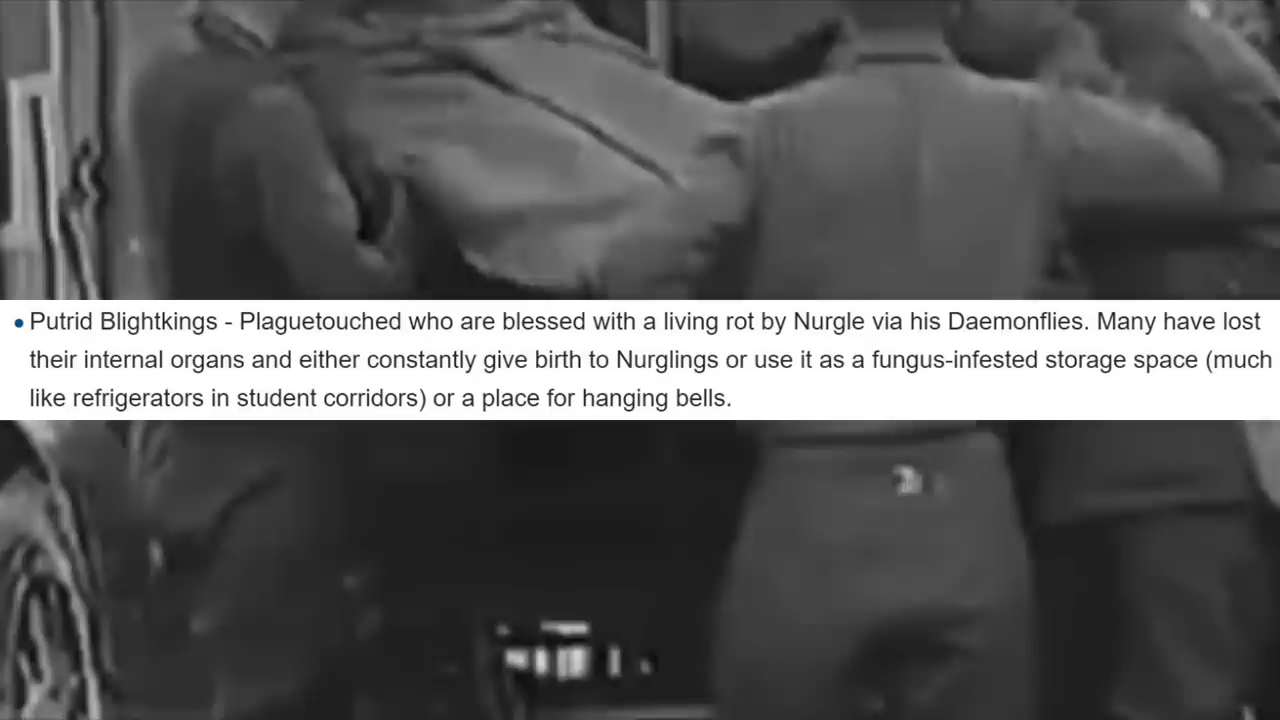 • Putrid Blightkings - Plaguetouched who are blessed with a living rot by Nurgle via his Daemonflies. Many have lost
their internal organs and either constantly give birth to Nurglings or use it as a fungus-infested storage space (much
like refrigerators in student corridors) or a place for hanging bells.